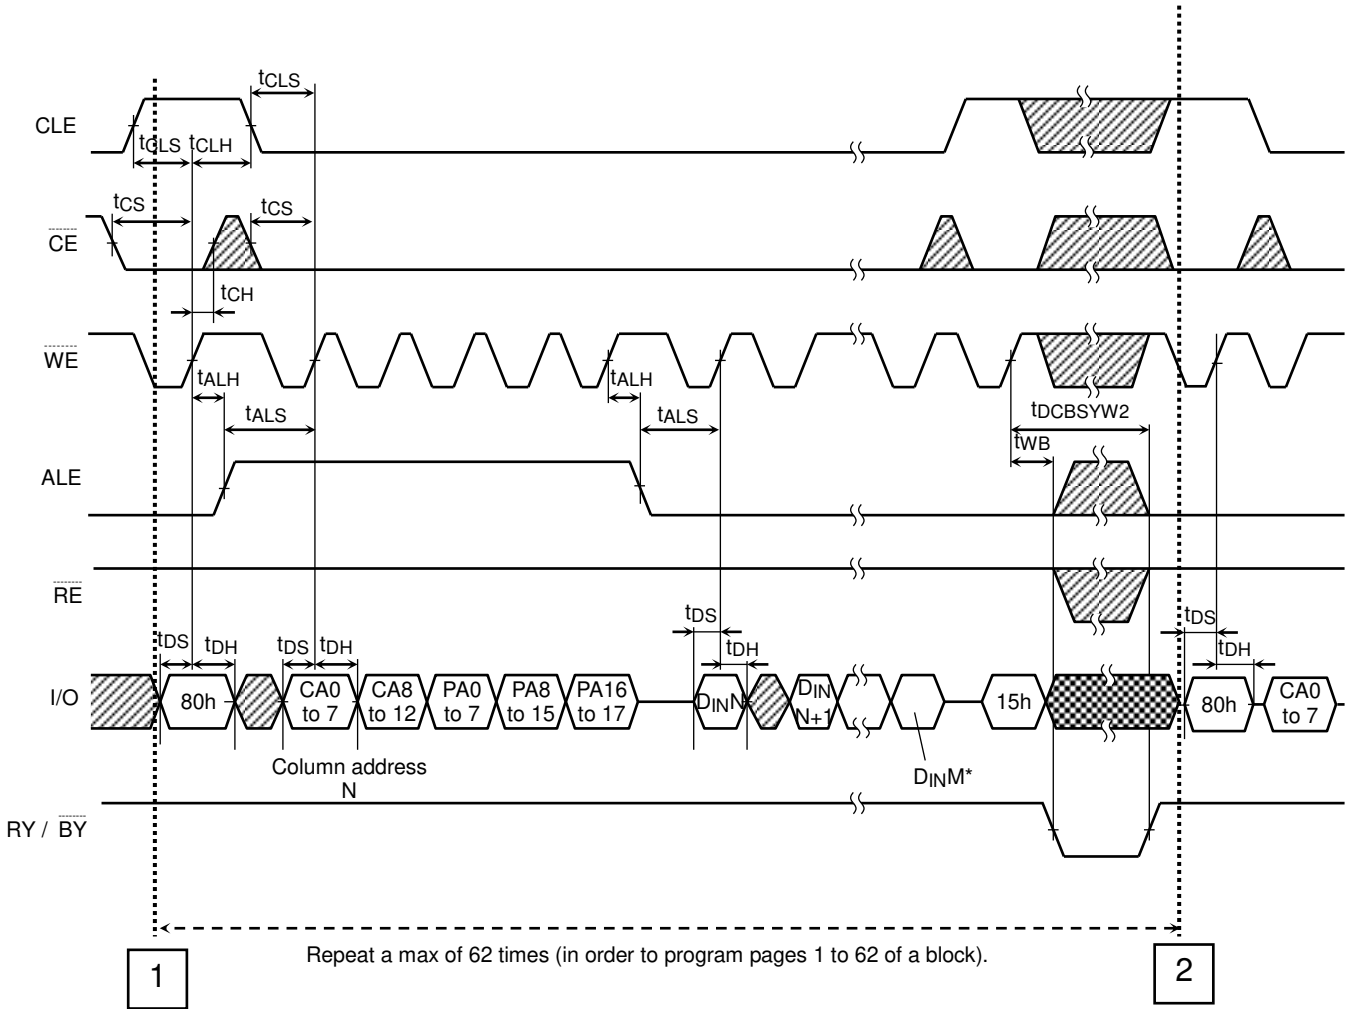 tCLS
CLE
tCLS tCLH
tCS tCS
CE
tCH
WE
tALH tALH
tALS tALS tDCBSYW2
tWB
ALE
RE
tDS tDH tDS tDH tDS tDH tDS tDH
I/O 80h CA0 to 7 CA8 to 12 PA0 to 7 PA8 to 15 PA16 to 17 DINN DIN N+1 15h 80h CA0 to 7
Column address
N
DINM*
RY / BY
Repeat a max of 62 times (in order to program pages 1 to 62 of a block).
1 2